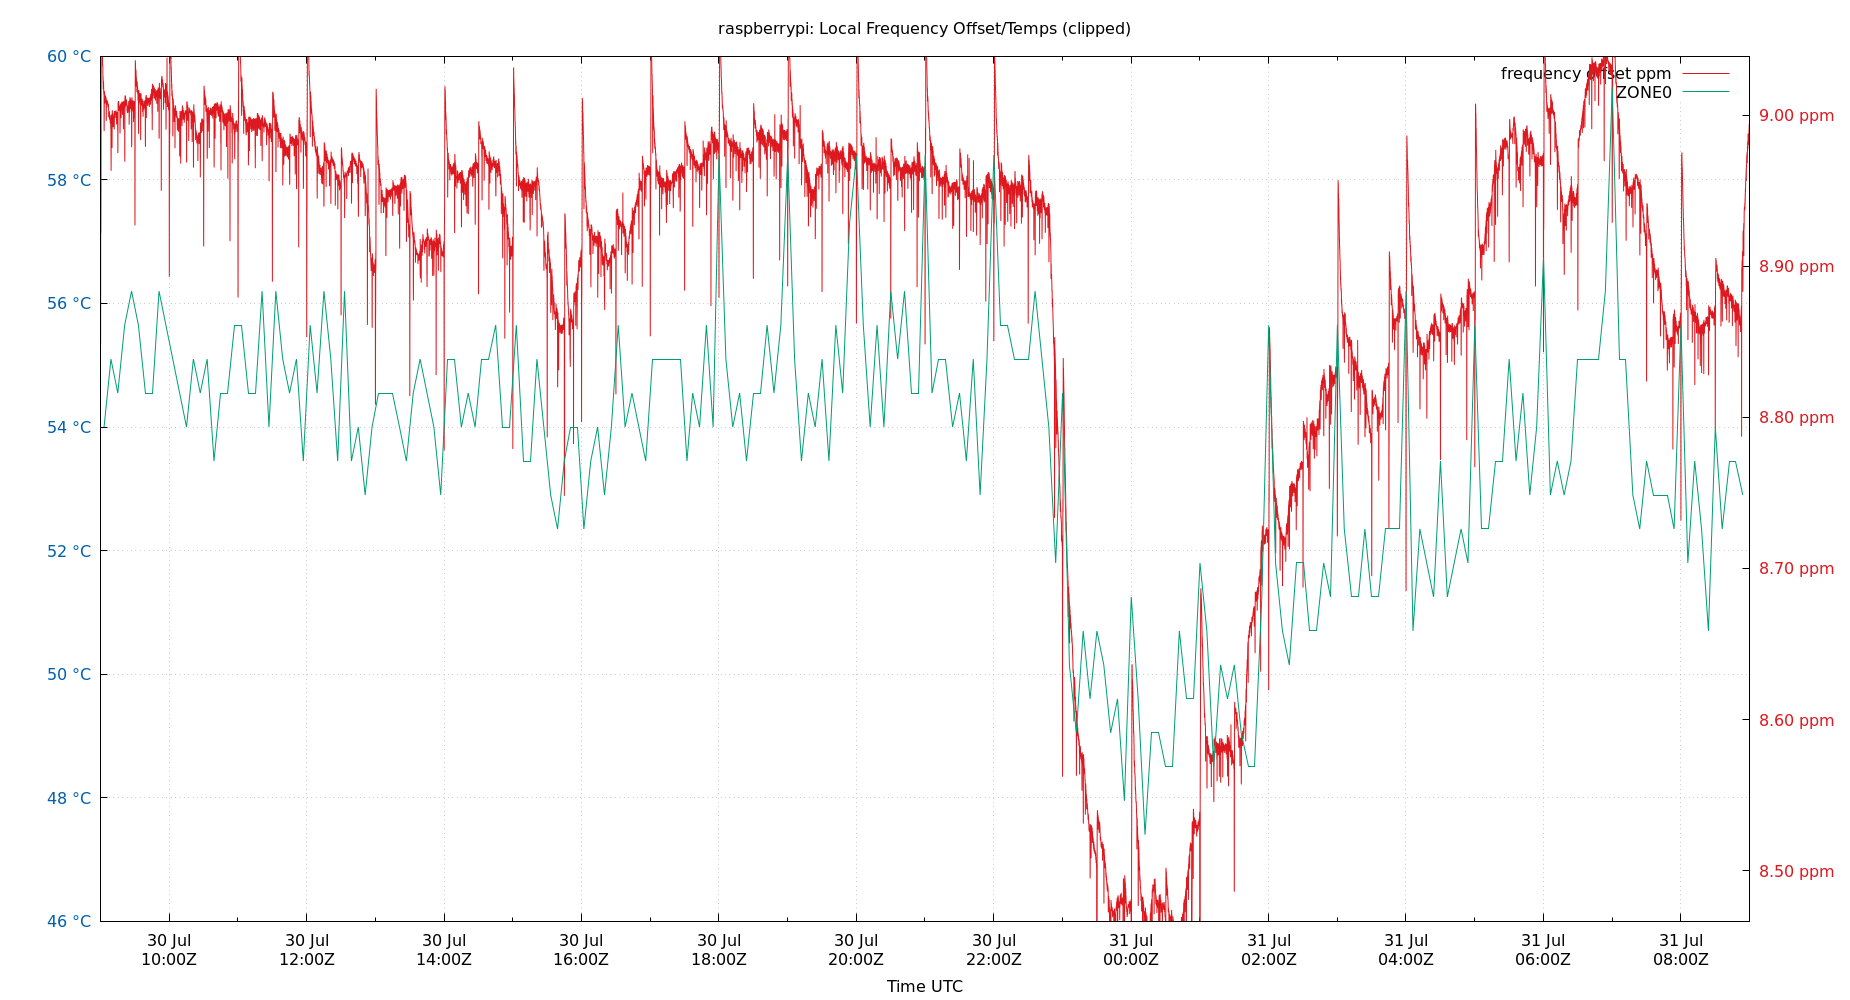 raspberrypi: Local Frequency Offset/Temps (clipped)
60 °C
58 °C
56 °C
54 °C
52 °C
50 °C
48 °C
46 °C
frequency offset ppm
ZONE0
9.00 ppm
8.90 ppm
8.80 ppm
8.70 ppm
8.60 ppm
8.50 ppm
30 Jul
10:00Z
30 Jul
12:00Z
30 Jul
14:00Z
30 Jul
16:00Z
30 Jul
18:00Z
30 Jul
20:00Z
30 Jul
22:00Z
31 Jul
00:00Z
31 Jul
02:00Z
31 Jul
04:00Z
31 Jul
06:00Z
31 Jul
08:00Z
Time UTC